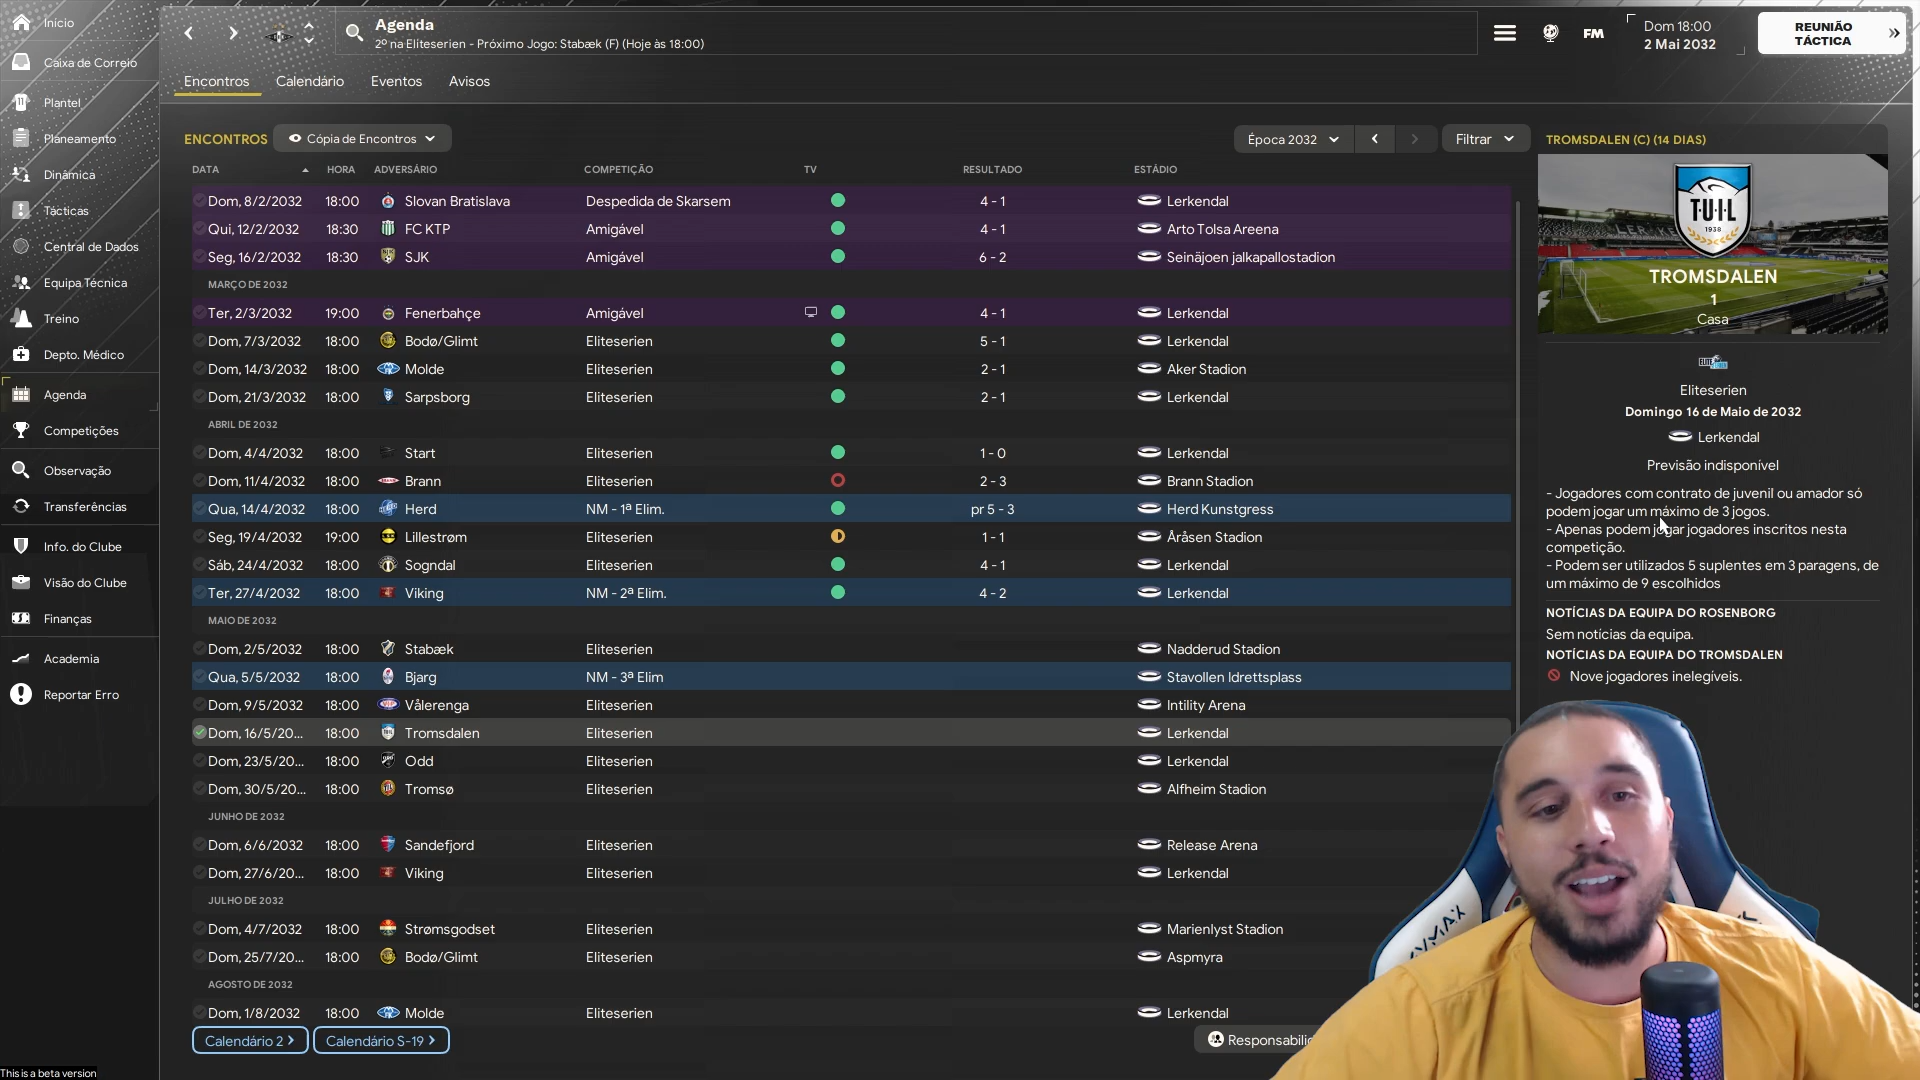 Início
Caixa de Correio
Plantel
Planeamento
Dinâmica
Tácticas
Central de Dados
Equipa Técnica
Treino
Depto. Médico
Agenda
Competições
Observação
Transferências
Info. do Clube
Visão do Clube
Finanças
Academia
Reportar Erro
This is a beta version
Agenda
2º na Eliteserien - Próximo Jogo: Stabæk (F) (Hoje às 18:00)
FM
Dom 18:00
2 Mai 2032
REUNIÃO
TÁCTICA
Encontros Calendário Eventos Avisos
ENCONTROS Cópia de Encontros Época 2032 Filtrar
DATA HORA ADVERSÁRIO COMPETIÇÃO TV RESULTADO ESTÁDIO
Dom, 8/2/2032 18:00 Slovan Bratislava Despedida de Skarsem 4 - 1 Lerkendal
Qui, 12/2/2032 18:30 FC KTP Amigável 4 - 1 Arto Tolsa Areena
Seg, 16/2/2032 18:30 SJK Amigável 6 - 2 Seinäjoen jalkapallostadion
MARÇO DE 2032
Ter, 2/3/2032 19:00 Fenerbahçe Amigável 4 - 1 Lerkendal
Dom, 7/3/2032 18:00 Bodø/Glimt Eliteserien 5 - 1 Lerkendal
Dom, 14/3/2032 18:00 Molde Eliteserien 2 - 1 Aker Stadion
Dom, 21/3/2032 18:00 Sarpsborg Eliteserien 2 - 1 Lerkendal
ABRIL DE 2032
Dom, 4/4/2032 18:00 Start Eliteserien 1 - 0 Lerkendal
Dom, 11/4/2032 18:00 Brann Eliteserien 2 - 3 Brann Stadion
Qua, 14/4/2032 18:00 Herd NM - 1ª Elim. pr 5 - 3 Herd Kunstgress
Seg, 19/4/2032 19:00 Lillestrøm Eliteserien 1 - 1 Åråsen Stadion
Sáb, 24/4/2032 18:00 Sogndal Eliteserien 4 - 1 Lerkendal
Ter, 27/4/2032 18:00 Viking NM - 2ª Elim. 4 - 2 Lerkendal
MAIO DE 2032
Dom, 2/5/2032 18:00 Stabæk Eliteserien Nadderud Stadion
Qua, 5/5/2032 18:00 Bjarg NM - 3ª Elim Stavollen Idrettsplass
Dom, 9/5/2032 18:00 Vålerenga Eliteserien Intility Arena
Dom, 16/5/20... 18:00 Tromsdalen Eliteserien Lerkendal
Dom, 23/5/20... 18:00 Odd Eliteserien Lerkendal
Dom, 30/5/20... 18:00 Tromsø Eliteserien Alfheim Stadion
JUNHO DE 2032
Dom, 6/6/2032 18:00 Sandefjord Eliteserien Release Arena
Dom, 27/6/20... 18:00 Viking Eliteserien Lerkendal
JULHO DE 2032
Dom, 4/7/2032 18:00 Strømsgodset Eliteserien Marienlyst Stadion
Dom, 25/7/20... 18:00 Bodø/Glimt Eliteserien Aspmyra
AGOSTO DE 2032
Dom, 1/8/2032 18:00 Molde Eliteserien Lerkendal
Calendário 2 Calendário S-19
TROMSDALEN (C) (14 DIAS)
T.U.I.L
1938
TROMSDALEN
1
Casa
Eliteserien
Domingo 16 de Maio de 2032
Lerkendal
Previsão indisponível
- Jogadores com contrato de juvenil ou amador só
podem jogar um máximo de 3 jogos.
- Apenas podem jogar jogadores inscritos nesta
competição.
- Podem ser utilizados 5 suplentes em 3 paragens, de
um máximo de 9 escolhidos
NOTÍCIAS DA EQUIPA DO ROSENBORG
Sem notícias da equipa.
NOTÍCIAS DA EQUIPA DO TROMSDALEN
Nove jogadores inelegíveis.